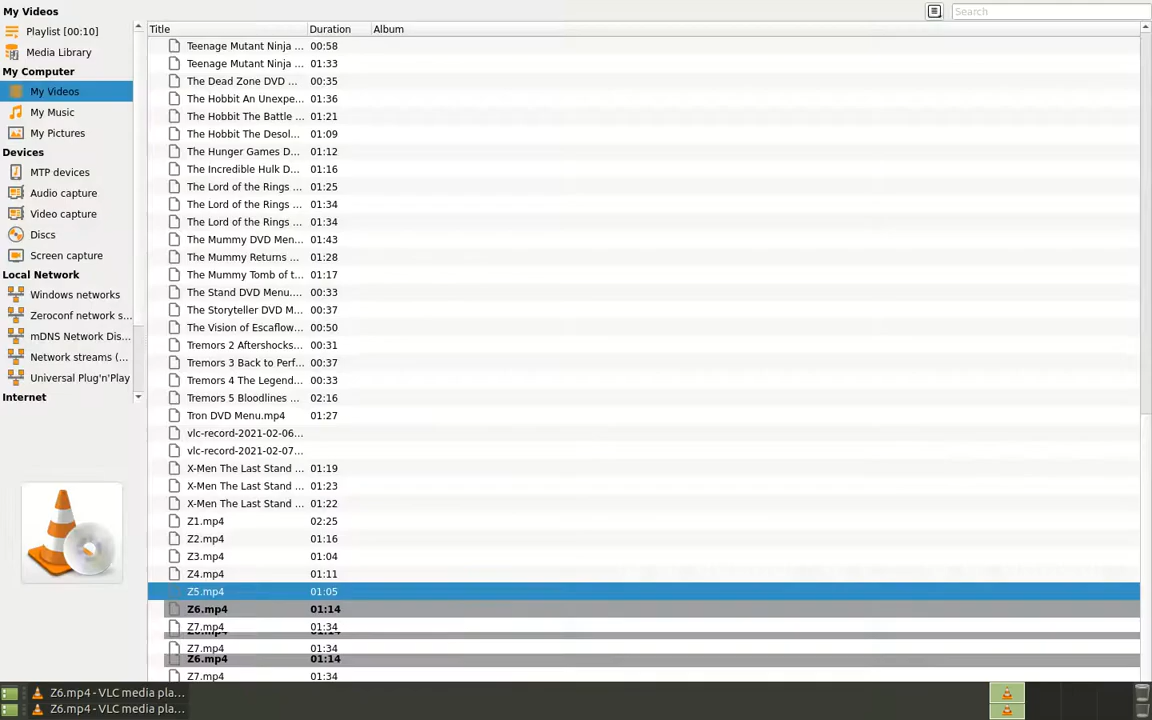 My Videos
Search
Playlist [00:10]
Media Library
My Computer
My Videos
My Music
My Pictures
Devices
MTP devices
Audio capture
Video capture
Discs
Screen capture
Local Network
Windows networks
Zeroconf network s...
mDNS Network Dis...
Network streams (...
Universal Plug'n'Play
Internet
Title Duration Album
Teenage Mutant Ninja ... 00:58
Teenage Mutant Ninja ... 01:33
The Dead Zone DVD ... 00:35
The Hobbit An Unexpe... 01:36
The Hobbit The Battle ... 01:21
The Hobbit The Desol... 01:09
The Hunger Games D... 01:12
The Incredible Hulk D... 01:16
The Lord of the Rings ... 01:25
The Lord of the Rings ... 01:34
The Lord of the Rings ... 01:34
The Mummy DVD Men... 01:43
The Mummy Returns ... 01:28
The Mummy Tomb of t... 01:17
The Stand DVD Menu.... 00:33
The Storyteller DVD M... 00:37
The Vision of Escaflow... 00:50
Tremors 2 Aftershocks... 00:31
Tremors 3 Back to Perf... 00:37
Tremors 4 The Legend... 00:33
Tremors 5 Bloodlines ... 02:16
Tron DVD Menu.mp4 01:27
vlc-record-2021-02-06...
vlc-record-2021-02-07...
X-Men The Last Stand ... 01:19
X-Men The Last Stand ... 01:23
X-Men The Last Stand ... 01:22
Z1.mp4 02:25
Z2.mp4 01:16
Z3.mp4 01:04
Z4.mp4 01:11
Z5.mp4 01:05
Z6.mp4 01:14
Z7.mp4 01:34
Z6.mp4 01:14
Z7.mp4 01:34
Z6.mp4 01:14
Z7.mp4 01:34
Z6.mp4 - VLC media pla...
Z6.mp4 - VLC media pla...